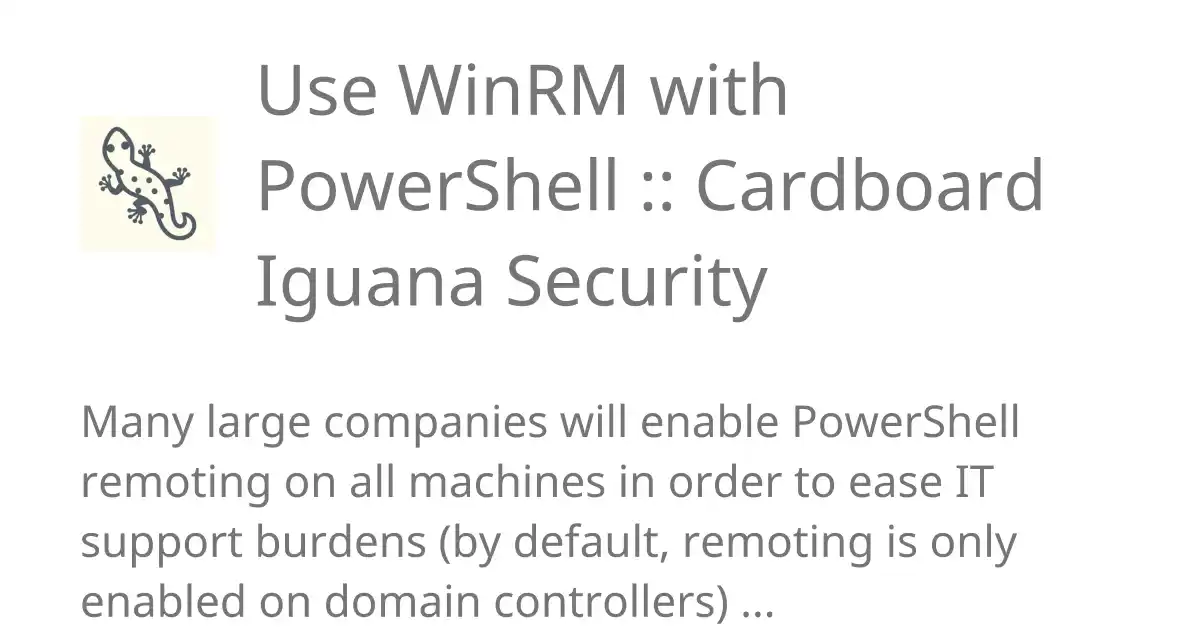 Use WinRM with
PowerShell :: Cardboard
Iguana Security
Many large companies will enable PowerShell
remoting on all machines in order to ease IT
support burdens (by default, remoting is only
enabled on domain controllers) ...